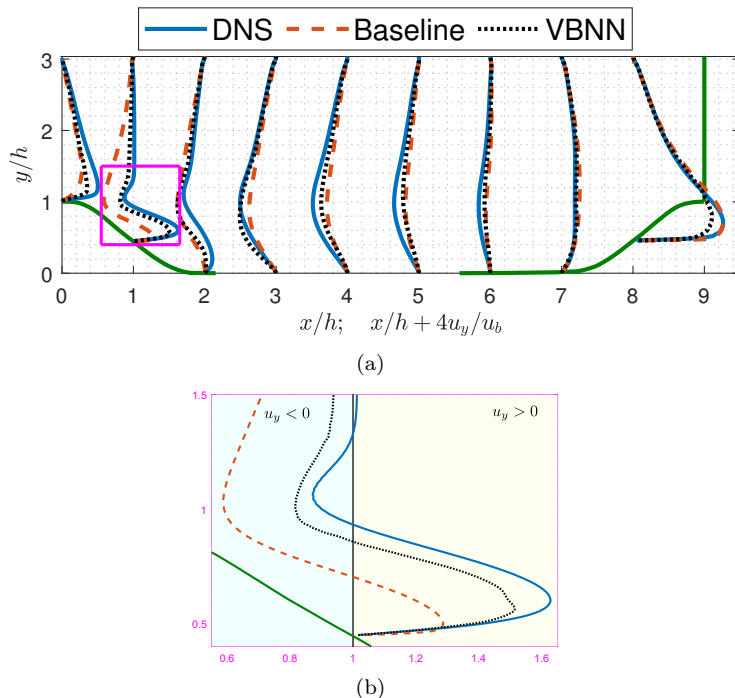 DNS Baseline VBNN
3
2
1
0
y/h
0 1 2 3 4 5 6 7 8 9
x/h; x/h + 4u_y/u_b
(a)
1.5
1
0.5
u_y < 0 u_y > 0
0.6 0.8 1 1.2 1.4 1.6
(b)